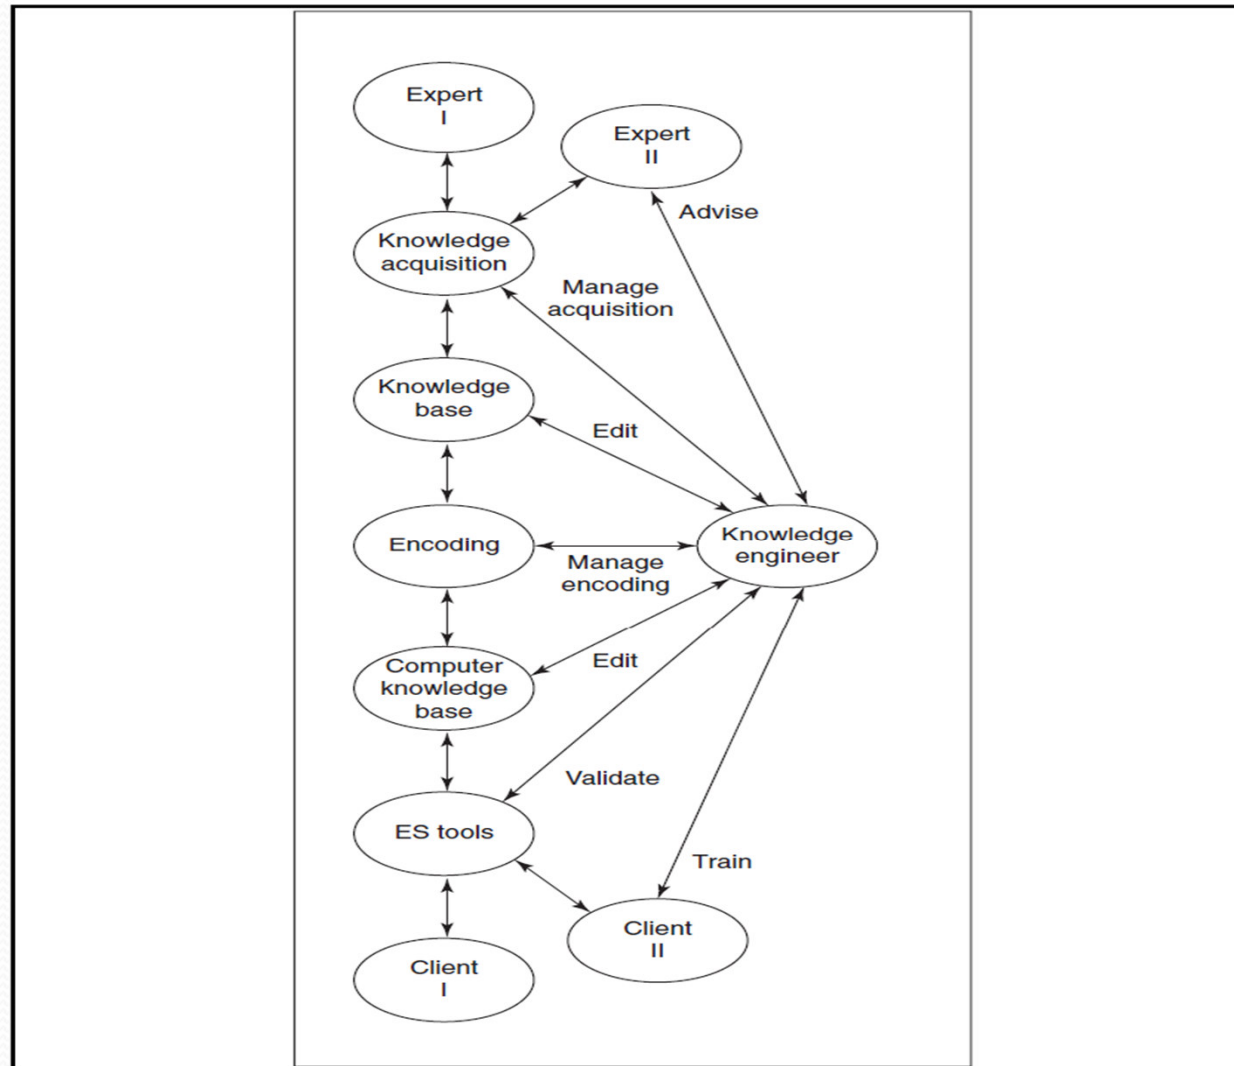 Expert
I
Expert
II
Advise
Knowledge
acquisition
Manage
acquisition
Knowledge
base
Edit
Encoding
Manage
encoding
Knowledge
engineer
Computer
knowledge
base
Edit
Validate
ES tools
Train
Client
II
Client
I